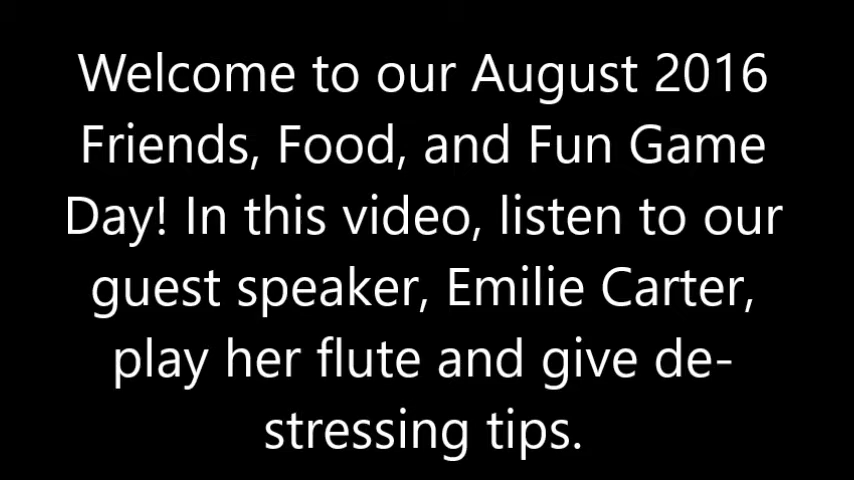 Welcome to our August 2016
Friends, Food, and Fun Game
Day! In this video, listen to our
guest speaker, Emilie Carter,
play her flute and give de-
stressing tips.